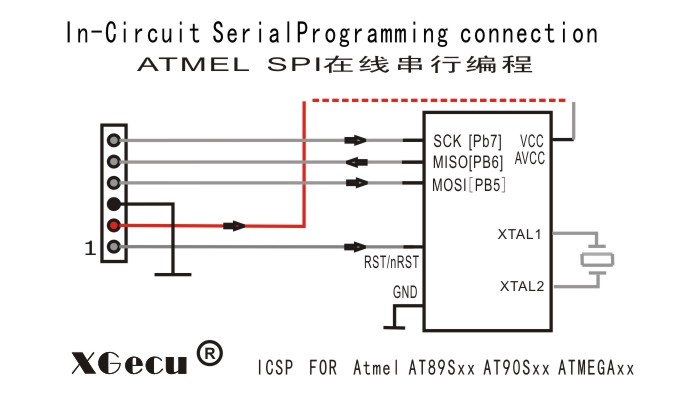 In-Circuit SerialProgramming connection
ATMEL SPI在线串行编程
SCK [Pb7]
VCC
MISO[PB6]
AVCC
MOSI[PB5]
XTAL1
1
RST/nRST
XTAL2
GND
XGecu ®
ICSP FOR Atmel AT89Sxx AT90Sxx ATMEGAxx